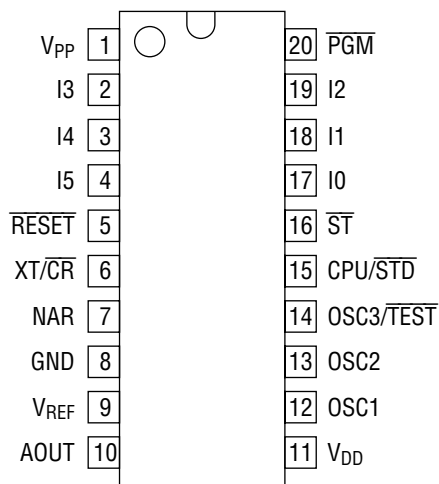 VPP 1 20 PGM
I3 2 19 I2
I4 3 18 I1
I5 4 17 I0
RESET 5 16 ST
XT/CR 6 15 CPU/STD
NAR 7 14 OSC3/TEST
GND 8 13 OSC2
VREF 9 12 OSC1
AOUT 10 11 VDD